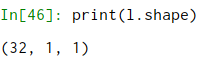 In[46]: print(l.shape)
(32, 1, 1)